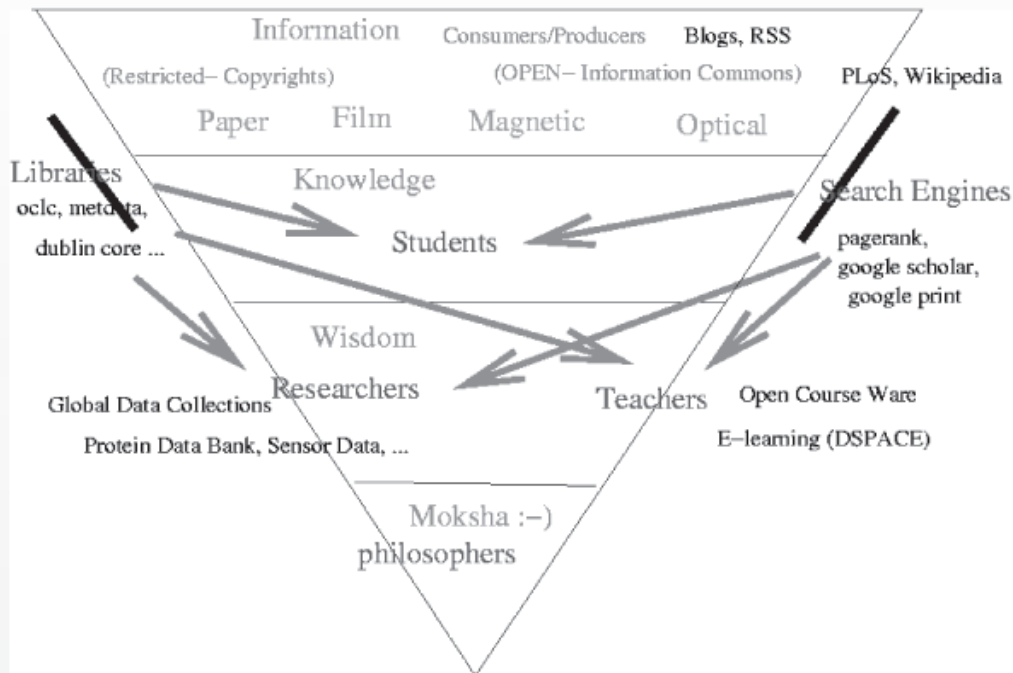 Information
Consumers/Producers
Blogs, RSS
(Restricted– Copyrights)
(OPEN– Information Commons)
PLoS, Wikipedia
Paper
Film
Magnetic
Optical
Libraries
Knowledge
Search Engines
oclc, metdata,
Students
dublin core ...
pagerank,
google scholar,
google print
Wisdom
Researchers
Teachers
Open Course Ware
Global Data Collections
E–learning (DSPACE)
Protein Data Bank, Sensor Data, ...
Moksha :–)
philosophers